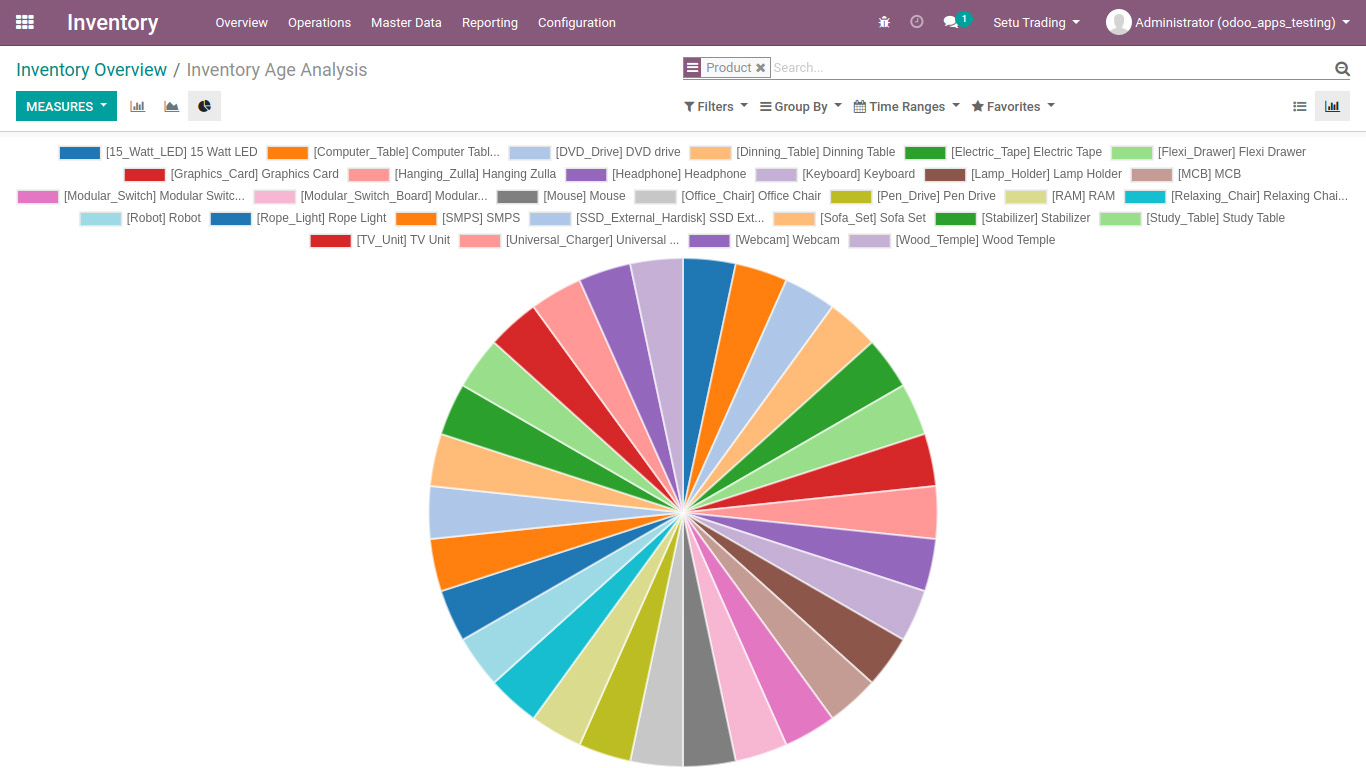 Inventory Overview Operations Master Data Reporting Configuration 1 Setu Trading Administrator (odoo_apps_testing)
Inventory Overview / Inventory Age Analysis Product Search...
MEASURES Filters Group By Time Ranges Favorites
[15_Watt_LED] 15 Watt LED [Computer_Table] Computer Tabl... [DVD_Drive] DVD drive [Dinning_Table] Dinning Table [Electric_Tape] Electric Tape [Flexi_Drawer] Flexi Drawer
[Graphics_Card] Graphics Card [Hanging_Zulla] Hanging Zulla [Headphone] Headphone [Keyboard] Keyboard [Lamp_Holder] Lamp Holder [MCB] MCB
[Modular_Switch] Modular Switc... [Modular_Switch_Board] Modular... [Mouse] Mouse [Office_Chair] Office Chair [Pen_Drive] Pen Drive [RAM] RAM [Relaxing_Chair] Relaxing Chai...
[Robot] Robot [Rope_Light] Rope Light [SMPS] SMPS [SSD_External_Hardisk] SSD Ext... [Sofa_Set] Sofa Set [Stabilizer] Stabilizer [Study_Table] Study Table
[TV_Unit] TV Unit [Universal_Charger] Universal ... [Webcam] Webcam [Wood_Temple] Wood Temple